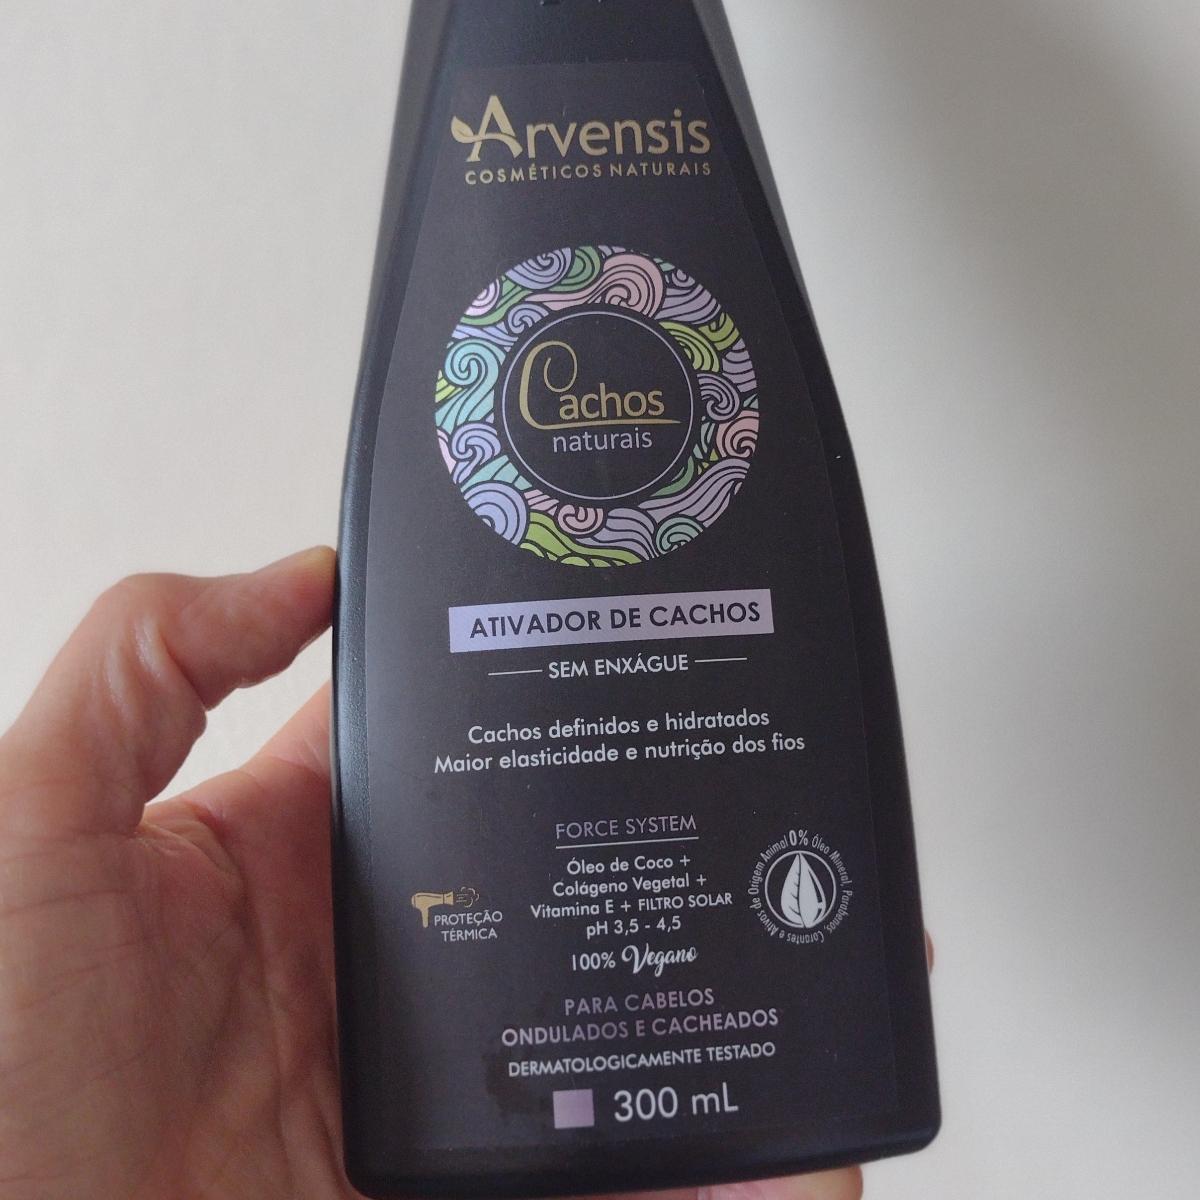 Arvensis
COSMÉTICOS NATURAIS
Cachos
naturais
ATIVADOR DE CACHOS
SEM ENXÁGUE
Cachos definidos e hidratados
Maior elasticidade e nutrição dos fios
FORCE SYSTEM
Óleo de Coco +
Colágeno Vegetal +
Vitamina E + FILTRO SOLAR
pH 3,5 - 4,5
100% Vegano
PROTEÇÃO
TÉRMICA
0% Óleo Mineral, Parabenos, Corantes e Ativos de Origem Animal
PARA CABELOS
ONDULADOS E CACHEADOS
DERMATOLOGICAMENTE TESTADO
300 mL